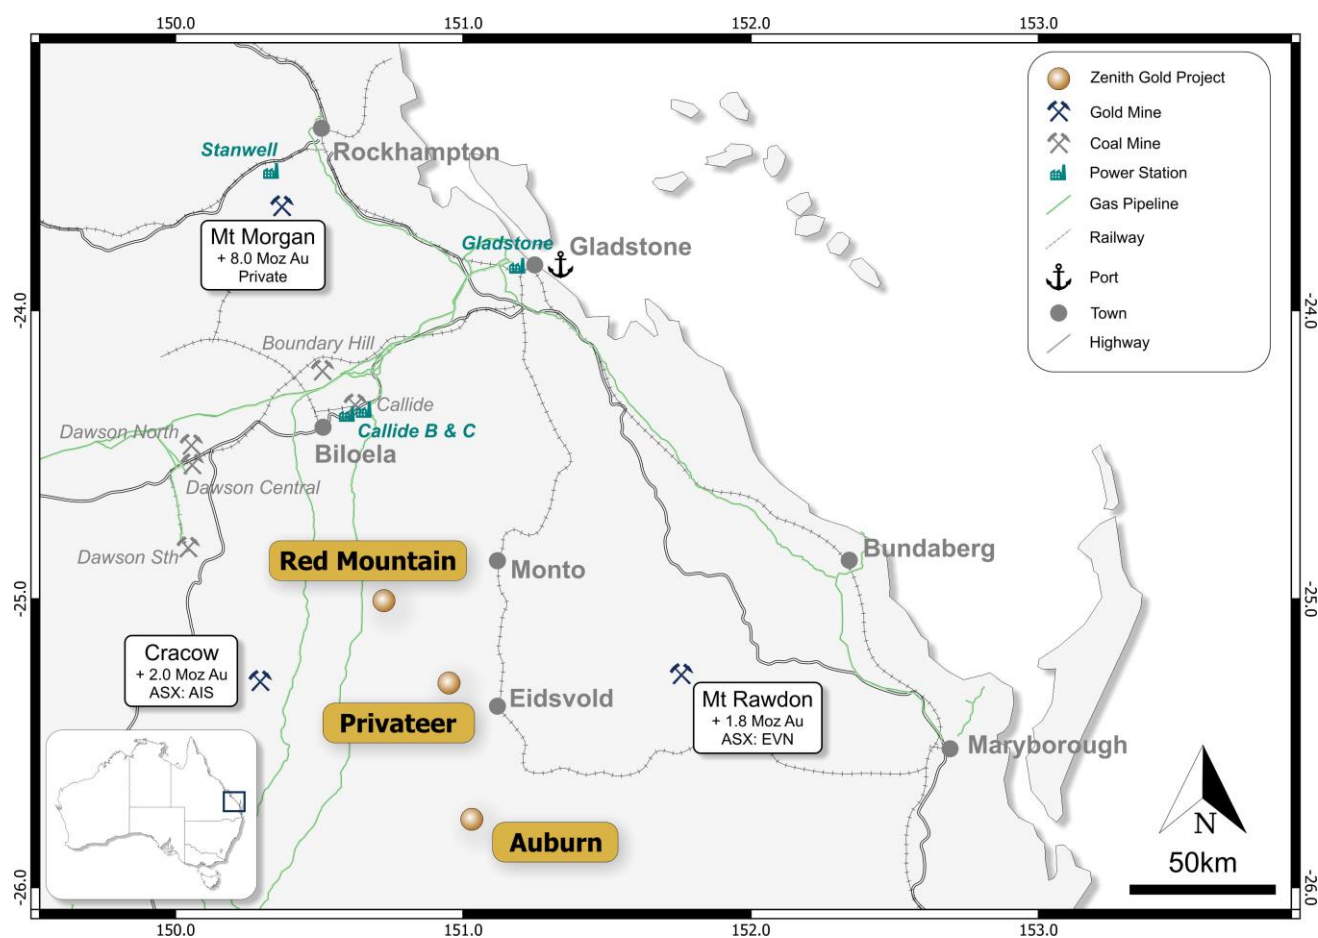 150.0
151.0
152.0
153.0
Zenith Gold Project
Gold Mine
Coal Mine
Power Station
Gas Pipeline
Railway
Port
Town
Highway
Stanwell
Rockhampton
Mt Morgan
+ 8.0 Moz Au
Private
Gladstone
Gladstone
-24.0
-24.0
Boundary Hill
Callide
Callide B & C
Dawson North
Biloela
Dawson Central
Dawson Sth
Red Mountain
Monto
Bundaberg
-25.0
-25.0
Cracow
+ 2.0 Moz Au
ASX: AIS
Privateer
Eidsvold
Mt Rawdon
+ 1.8 Moz Au
ASX: EVN
Maryborough
Auburn
N
50km
-26.0
-26.0
150.0
151.0
152.0
153.0